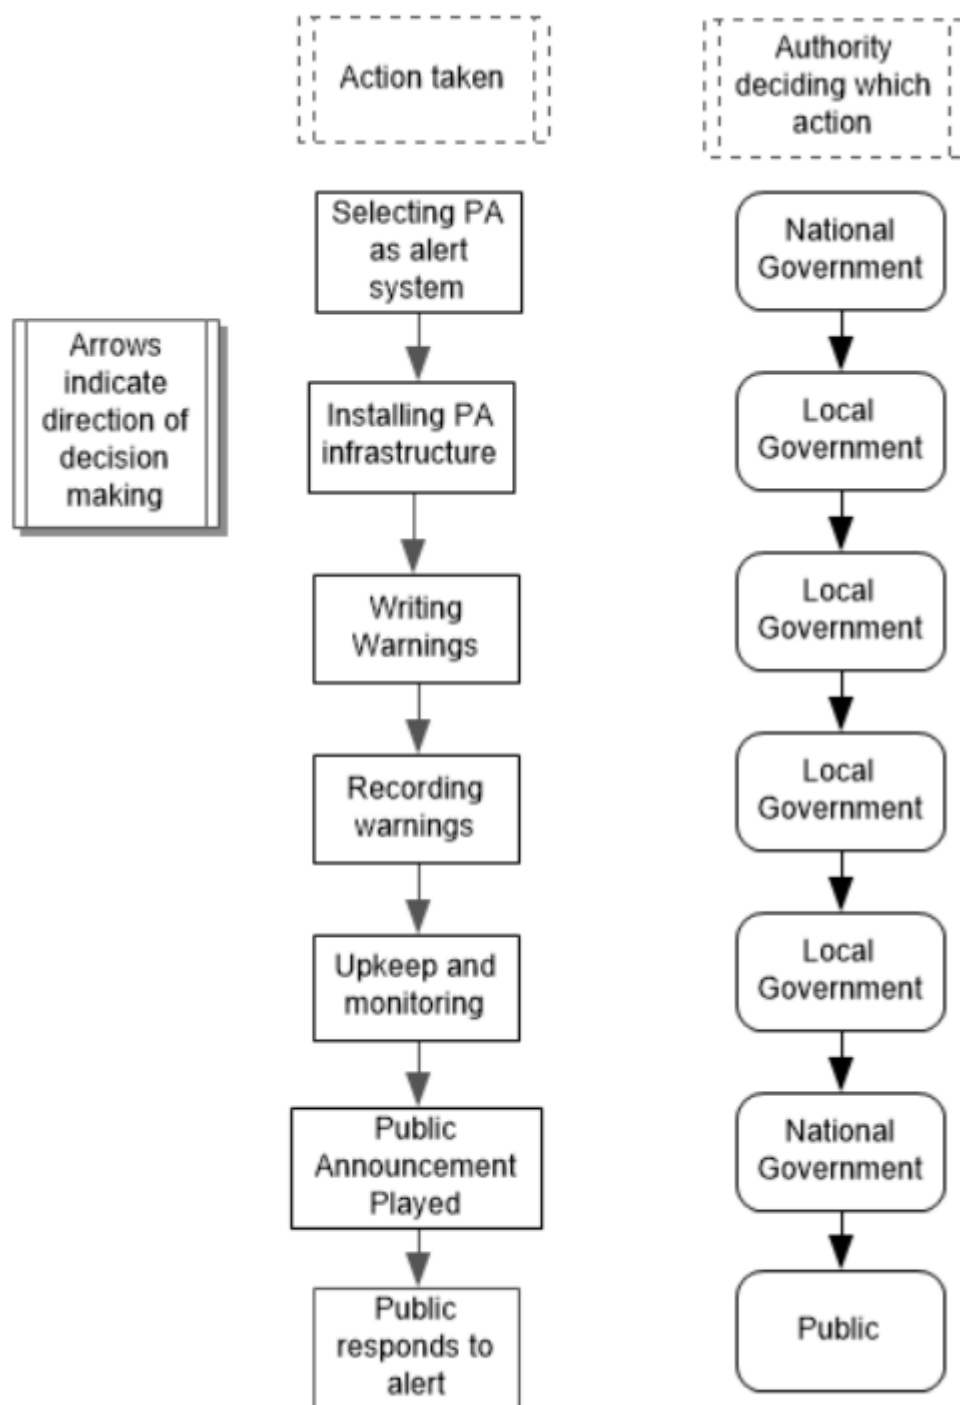 Action taken
Authority
deciding which
action
Selecting PA
as alert
system
National
Government
Arrows
indicate
direction of
decision
making
Installing PA
infrastructure
Local
Government
Writing
Warnings
Local
Government
Recording
warnings
Local
Government
Upkeep and
monitoring
Local
Government
Public
Announcement
Played
National
Government
Public
responds to
alert
Public